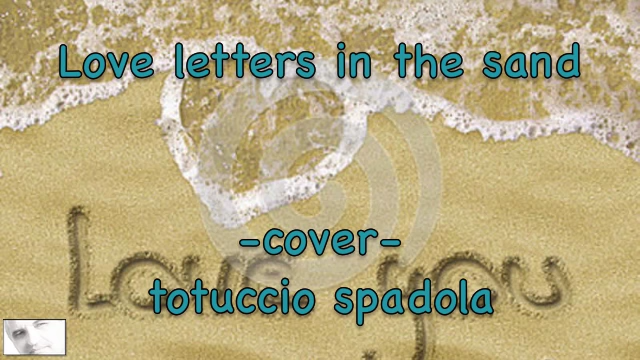 Love letters in the sand
-cover-
Love you
totuccio spadola